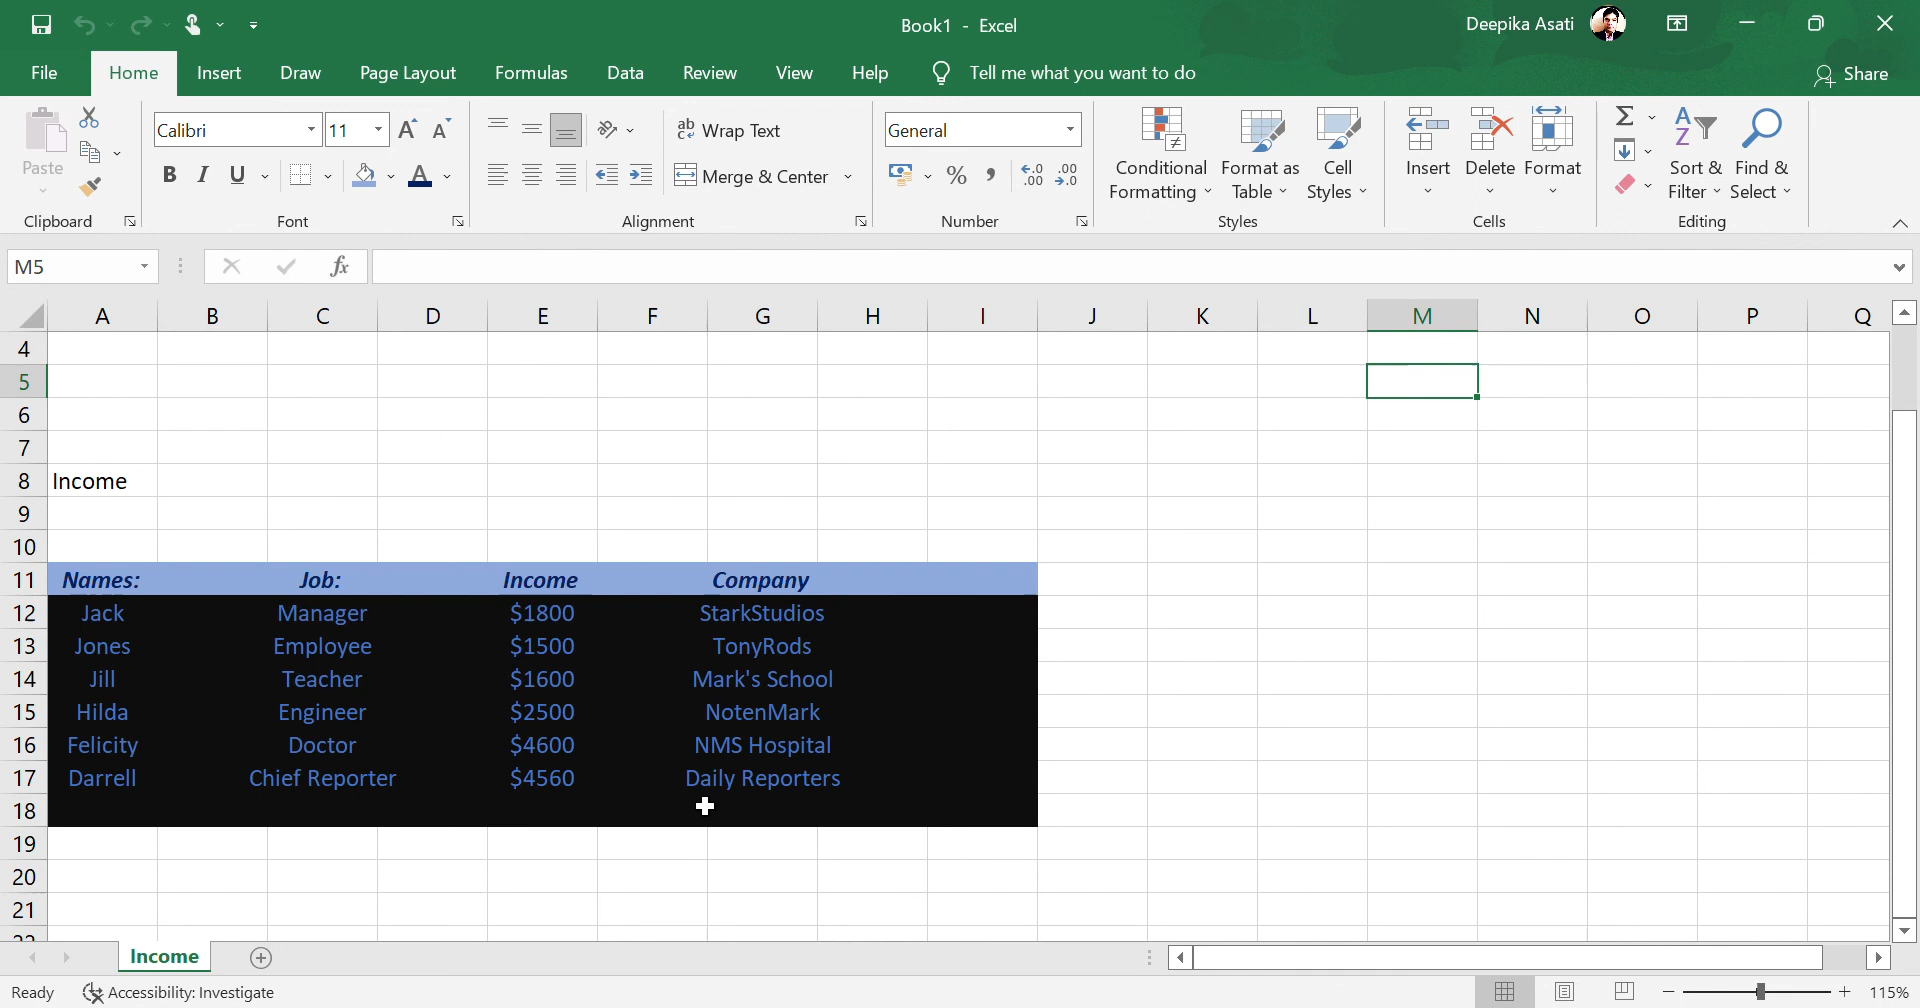 Book1 - Excel
Deepika Asati
File Home Insert Draw Page Layout Formulas Data Review View Help Tell me what you want to do Share
Paste
Clipboard
Calibri 11
B I U A
Font
ab Wrap Text
Merge & Center
Alignment
General
% ,
Number
Conditional Formatting
Format as Table
Cell Styles
Styles
Insert Delete Format
Cells
Sort & Filter
Find & Select
Editing
M5 fx
A B C D E F G H I J K L M N O P Q
4
5
6
7
8 Income
9
10
11 Names: Job: Income Company
12 Jack Manager $1800 StarkStudios
13 Jones Employee $1500 TonyRods
14 Jill Teacher $1600 Mark's School
15 Hilda Engineer $2500 NotenMark
16 Felicity Doctor $4600 NMS Hospital
17 Darrell Chief Reporter $4560 Daily Reporters
18
19
20
21
22
Income
Ready Accessibility: Investigate 115%